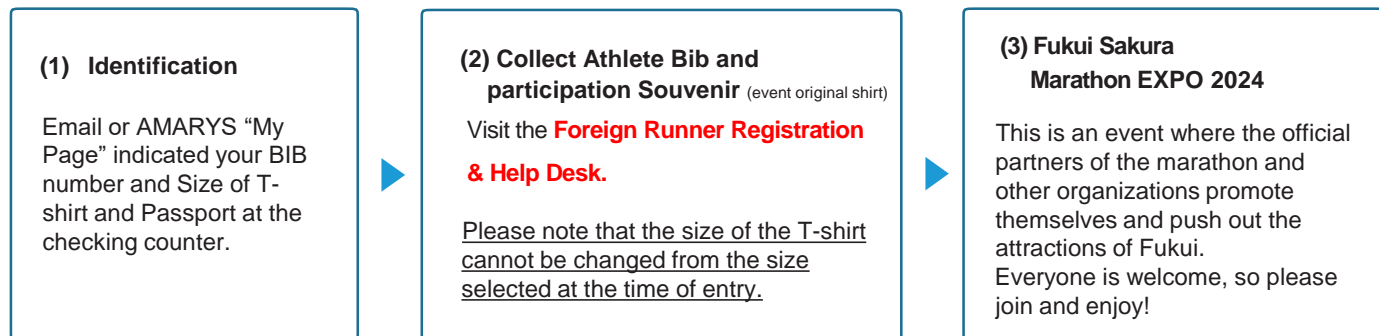 (1) Identification
Email or AMARYS “My
Page” indicated your BIB
number and Size of T-
shirt and Passport at the
checking counter.
(2) Collect Athlete Bib and
participation Souvenir (event original shirt)
Visit the Foreign Runner Registration
& Help Desk.
Please note that the size of the T-shirt
cannot be changed from the size
selected at the time of entry.
(3) Fukui Sakura
Marathon EXPO 2024
This is an event where the official
partners of the marathon and
other organizations promote
themselves and push out the
attractions of Fukui.
Everyone is welcome, so please
join and enjoy!